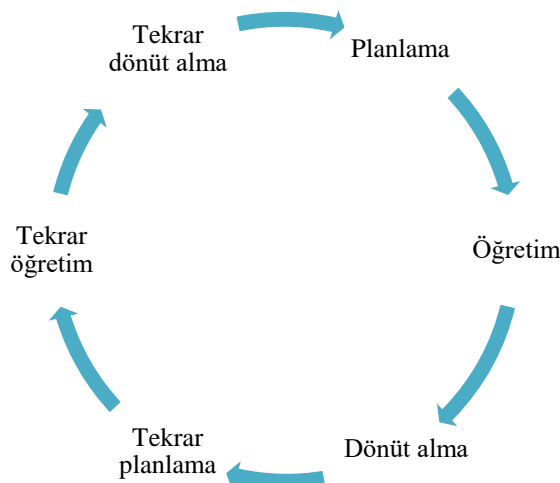 Tekrar
dönüt alma
Planlama
Öğretim
Dönüt alma
Tekrar
planlama
Tekrar
öğretim